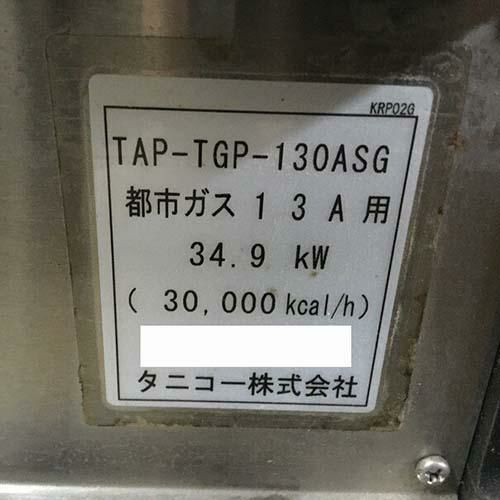 KRP02G
TAP-TGP-130ASG
都市ガス１３Ａ用
34.9 kW
( 30,000 kcal/h)
タニコー株式会社